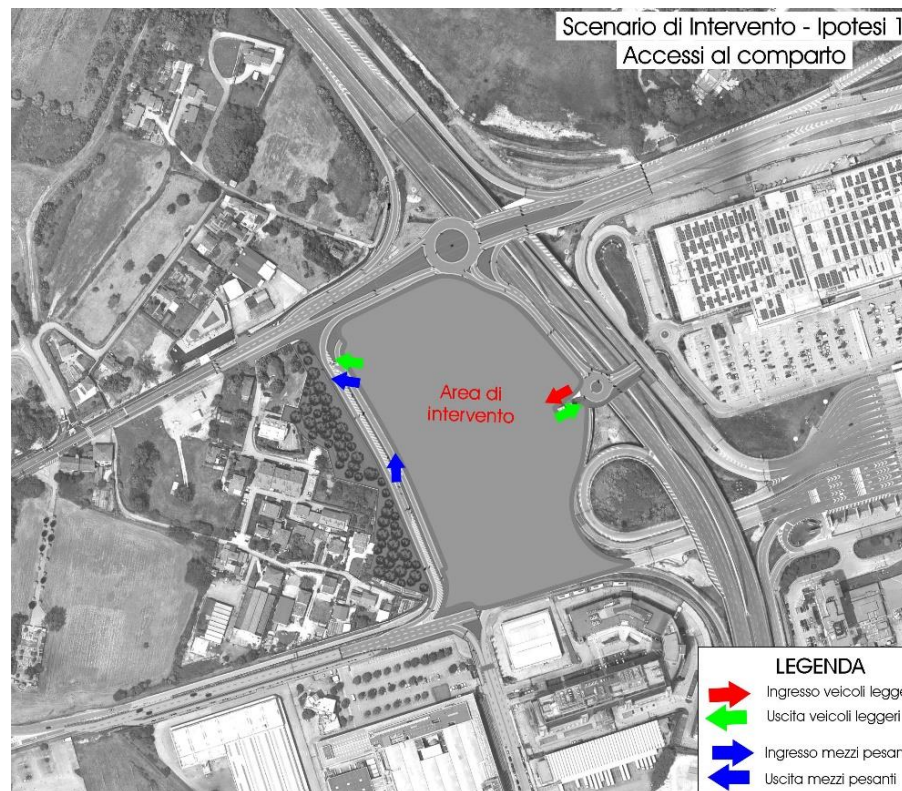 Scenario di Intervento - Ipotesi 1
Accessi al comparto
Area di
intervento
LEGENDA
Ingresso veicoli legge
Uscita veicoli leggeri
Ingresso mezzi pesan
Uscita mezzi pesanti